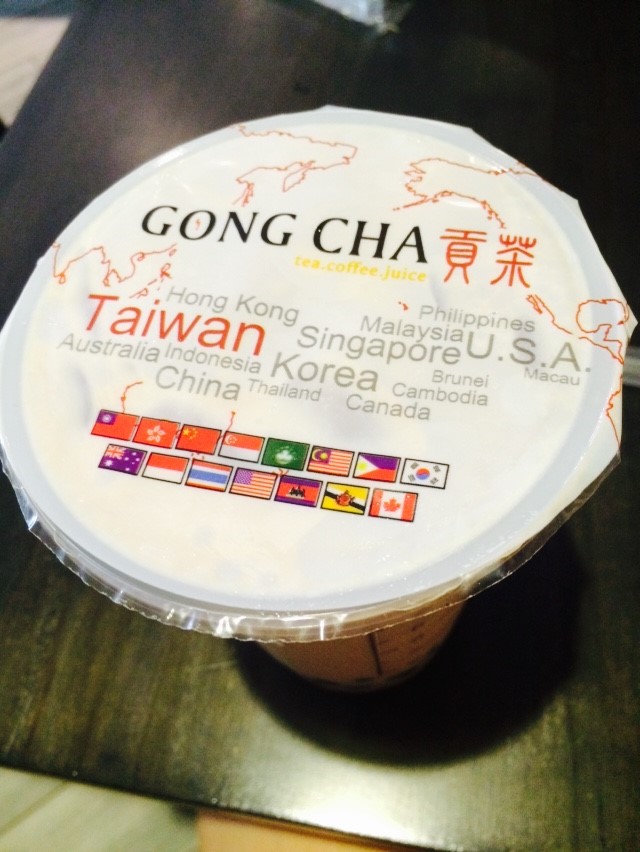 GONG CHA 貢茶
tea.coffee.juice
Hong Kong
Philippines
Taiwan
Malaysia
Singapore
U.S.A.
Australia
Indonesia
Korea
Brunei
Macau
China
Thailand
Cambodia
Canada